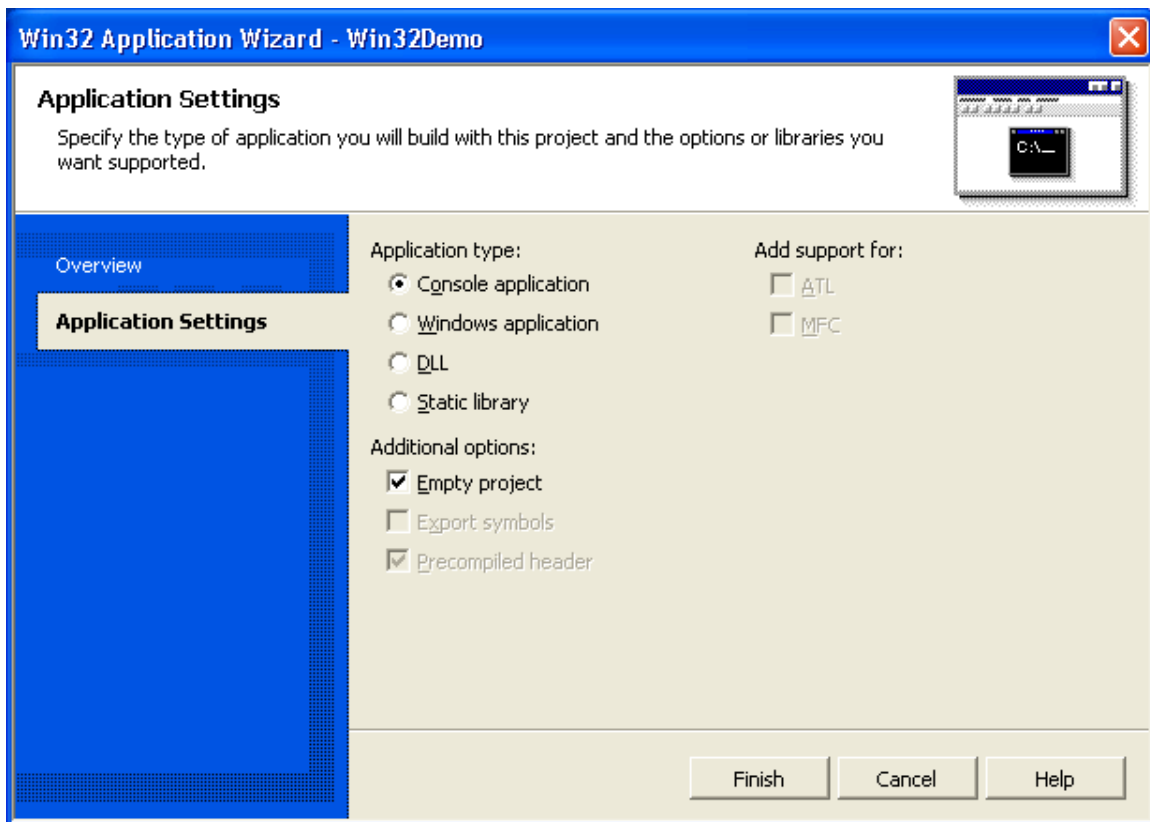 Win32 Application Wizard - Win32Demo
Application Settings
Specify the type of application you will build with this project and the options or libraries you
want supported.
C:\_
Overview
Application Settings
Application type:
Console application
Windows application
DLL
Static library
Additional options:
Empty project
Export symbols
Precompiled header
Add support for:
ATL
MFC
Finish
Cancel
Help